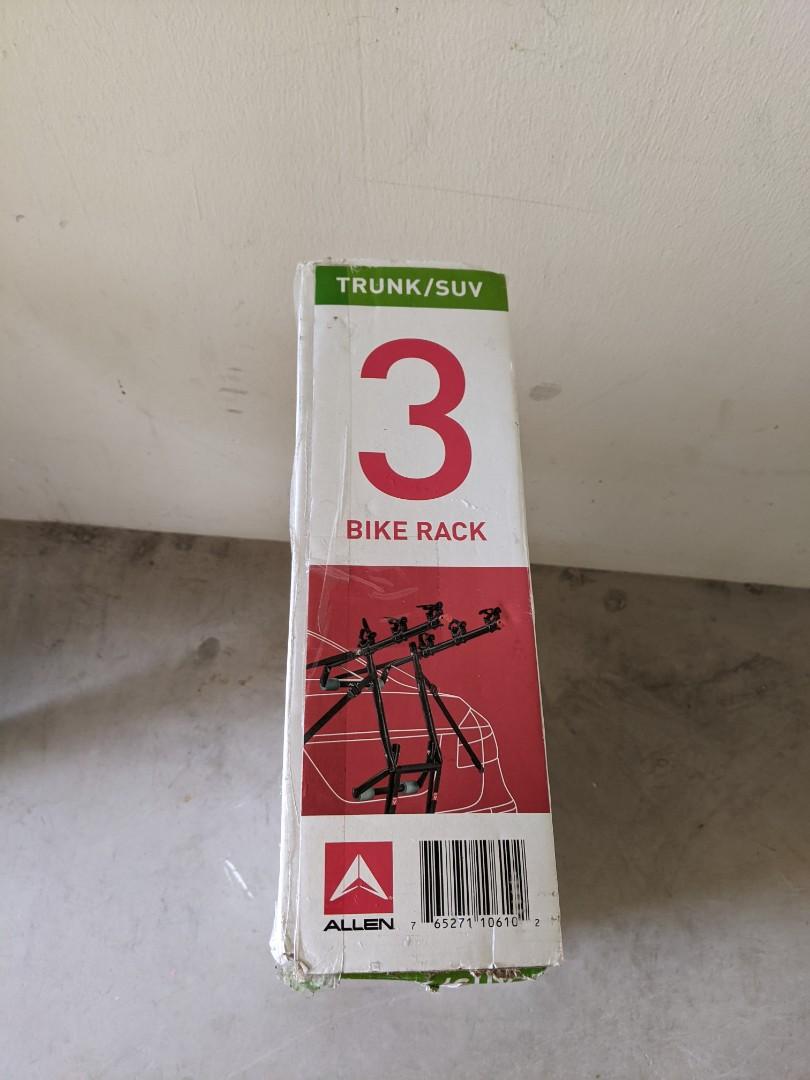 TRUNK/SUV
3
BIKE RACK
ALLEN
7 65271 10610 2